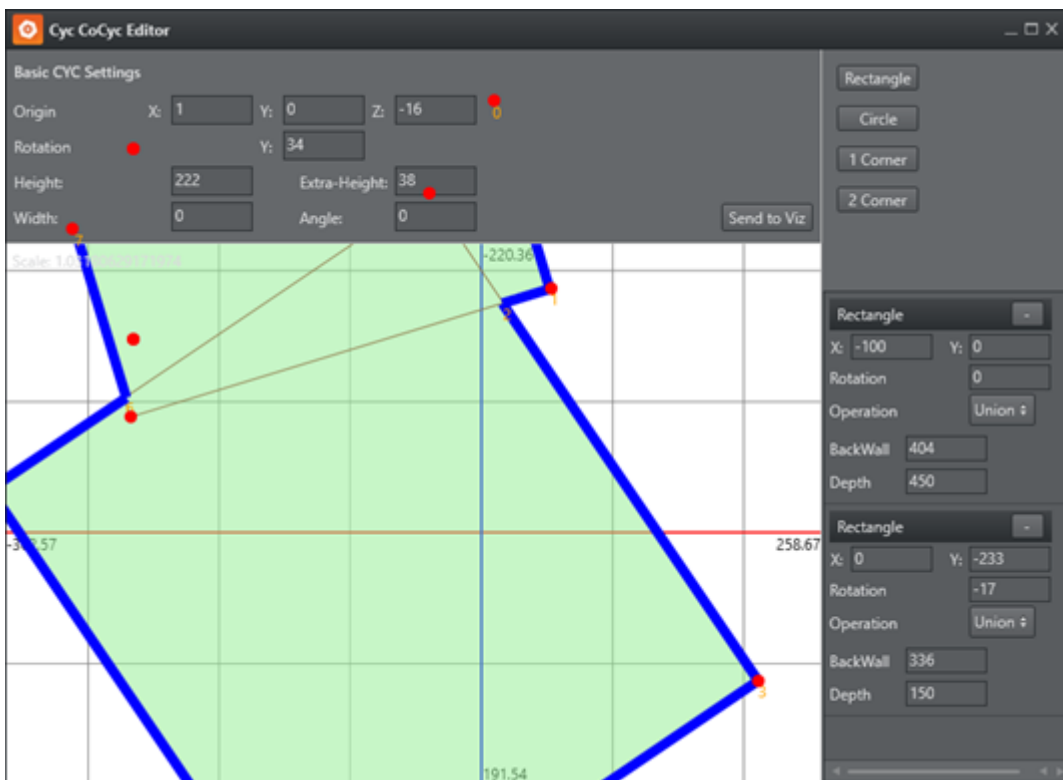 Cyc CoCyc Editor
Basic CYC Settings
Origin X: 1 Y: 0 Z: -16
0
Rotation Y: 34
Height: 222 Extra-Height: 38
Width: 0 Angle: 0 Send to Viz
Rectangle
Circle
1 Corner
2 Corner
-220.36
1
2
258.67
3
191.54
Rectangle -
X: -100 Y: 0
Rotation 0
Operation Union
BackWall 404
Depth 450
Rectangle -
X: 0 Y: -233
Rotation -17
Operation Union
BackWall 336
Depth 150